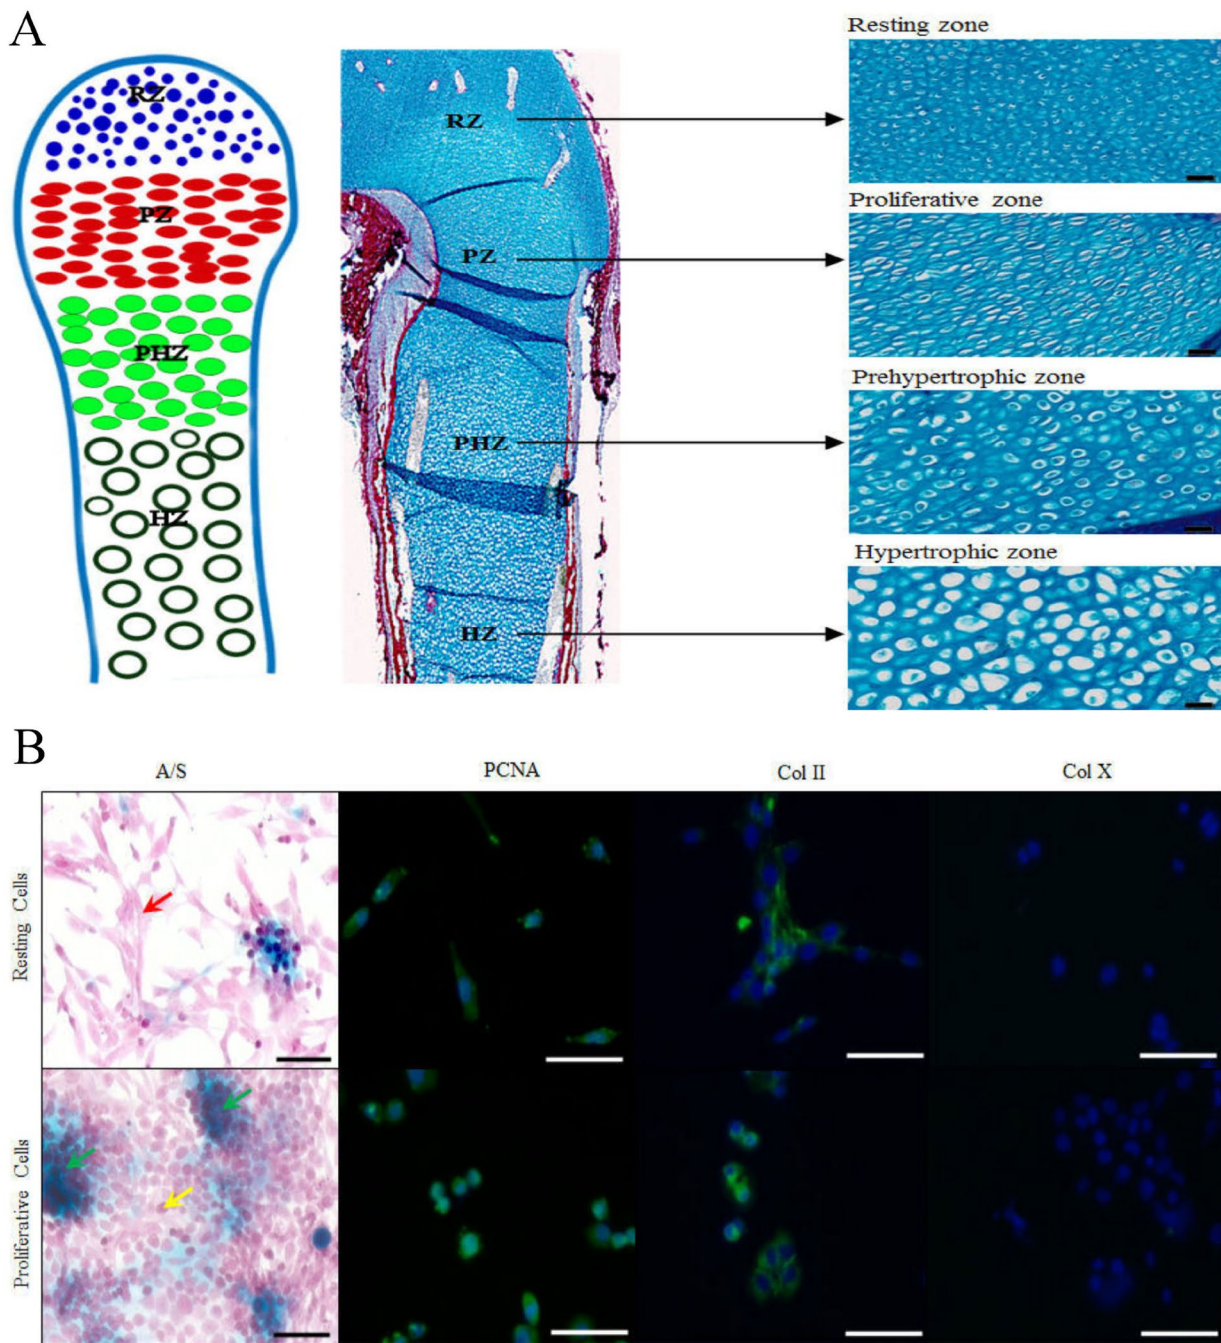 A
RZ
PZ
PHZ
HZ
RZ
PZ
PHZ
HZ
Resting zone
Proliferative zone
Prehypertrophic zone
Hypertrophic zone
B
A/S
PCNA
Col II
Col X
Resting Cells
Proliferative Cells